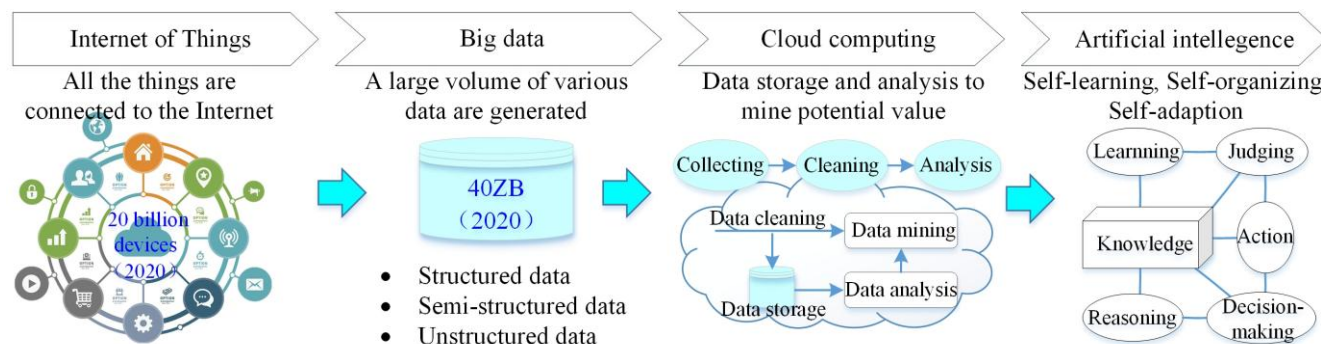 Internet of Things
Big data
Cloud computing
Artificial intellegence
All the things are
connected to the Internet
A large volume of various
data are generated
Data storage and analysis to
mine potential value
Self-learning, Self-organizing
Self-adaption
20 billion
devices
(2020)
40ZB
(2020)
• Structured data
• Semi-structured data
• Unstructured data
Collecting
Cleaning
Analysis
Data cleaning
Data mining
Data storage
Data analysis
Learnning
Judging
Knowledge
Action
Reasoning
Decision-
making